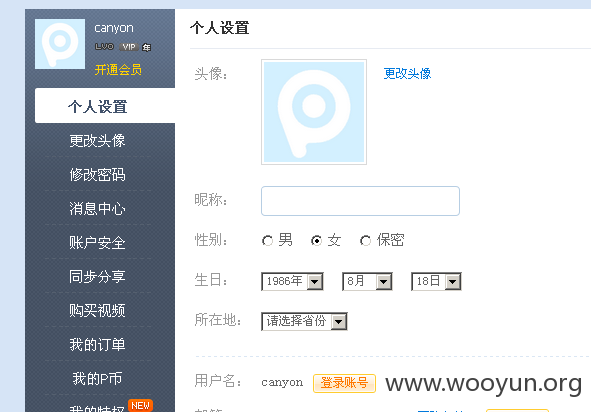 canyon
LV0 VIP 年
开通会员
个人设置
更改头像
修改密码
消息中心
账户安全
同步分享
购买视频
我的订单
我的P币
我的特权 NEW
个人设置
头像： 更改头像
昵称：
性别： 男 女 保密
生日： 1986年 8月 18日
所在地： 请选择省份
用户名： canyon 登录账号
www.wooyun.org